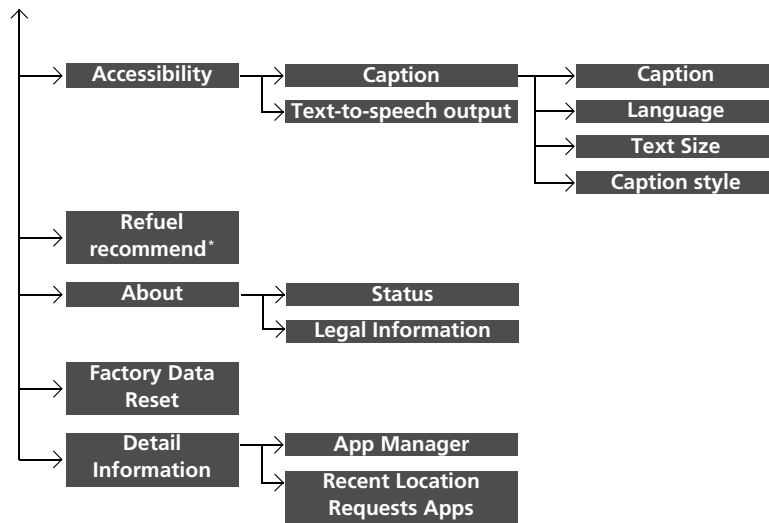 Accessibility
Caption
Caption
Text-to-speech output
Language
Text Size
Caption style
Refuel
recommend*
About
Status
Legal Information
Factory Data
Reset
Detail
Information
App Manager
Recent Location
Requests Apps